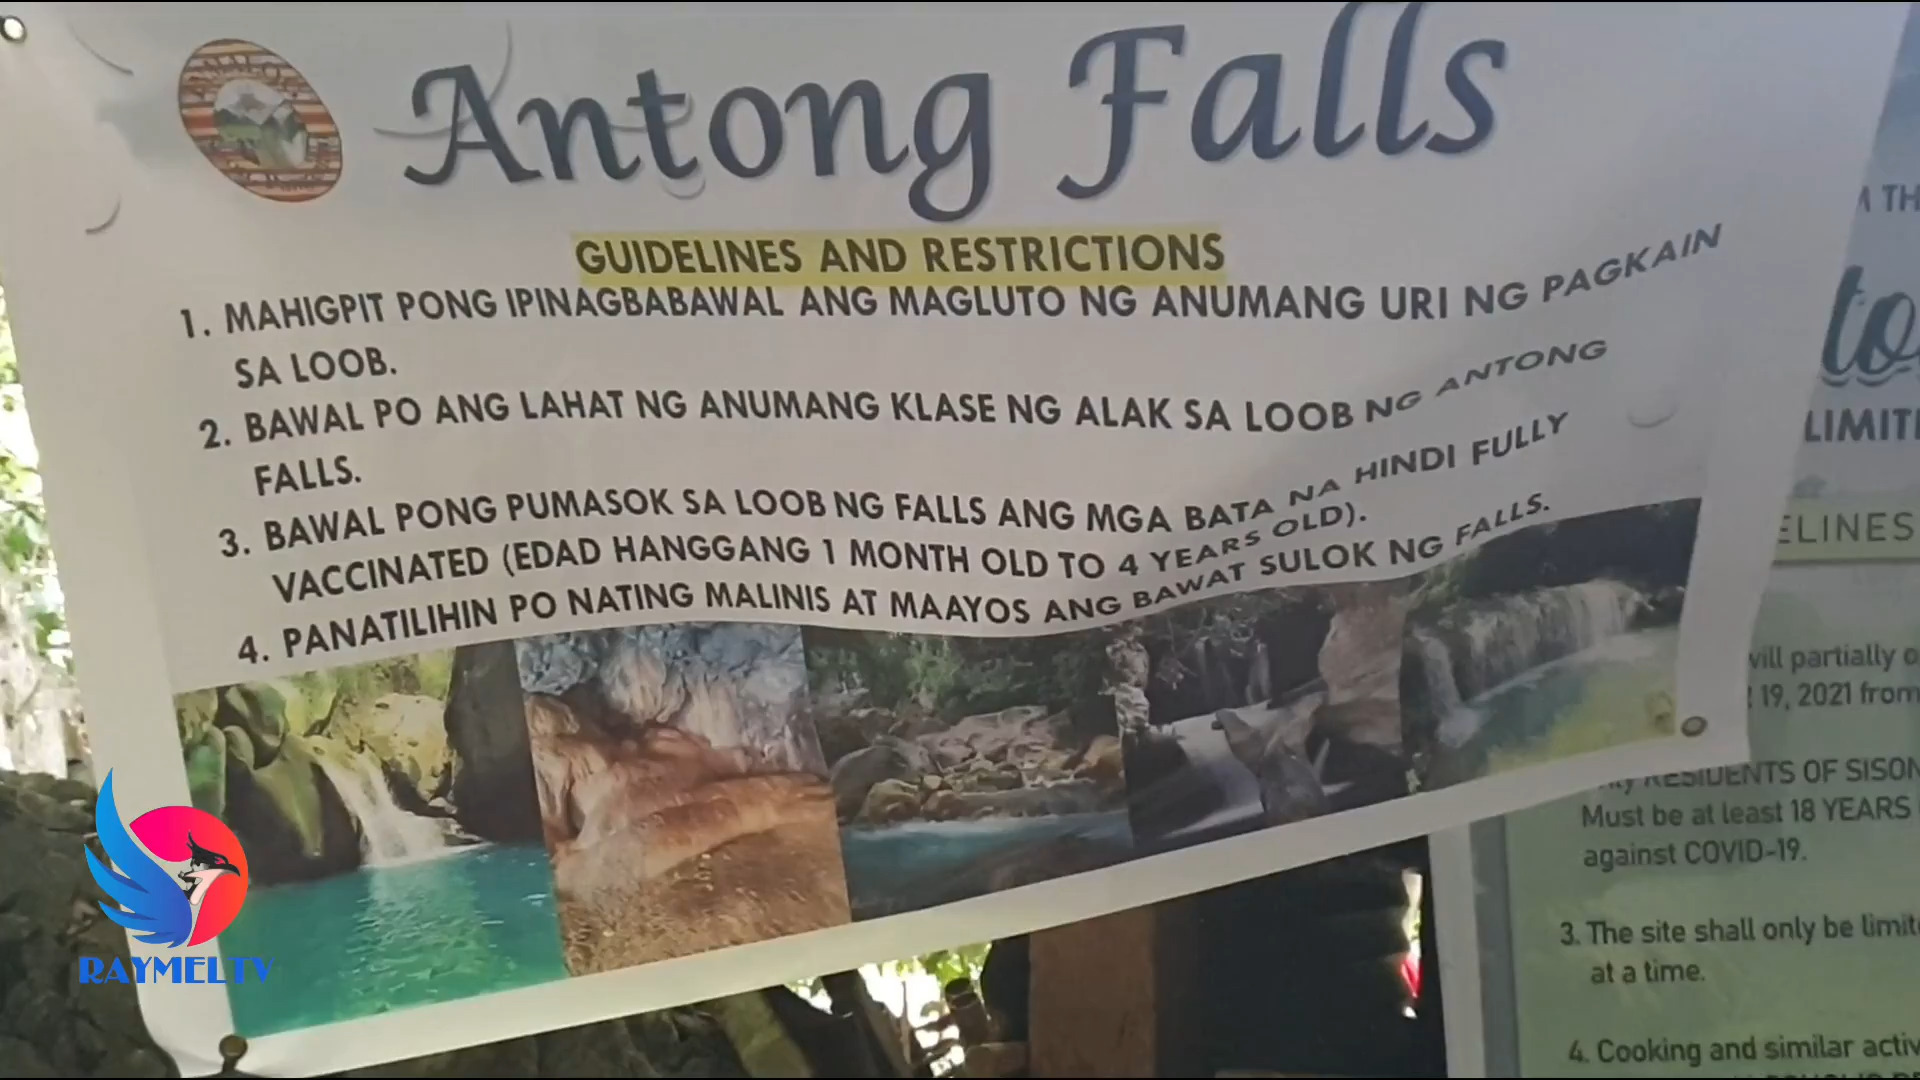 Antong Falls
GUIDELINES AND RESTRICTIONS
1. MAHIGPIT PONG IPINAGBABAWAL ANG MAGLUTO NG ANUMANG URI NG PAGKAIN
SA LOOB.
2. BAWAL PO ANG LAHAT NG ANUMANG KLASE NG ALAK SA LOOB NG ANTONG
FALLS.
3. BAWAL PONG PUMASOK SA LOOB NG FALLS ANG MGA BATA NA HINDI FULLY
VACCINATED (EDAD HANGGANG 1 MONTH OLD TO 4 YEARS OLD).
4. PANATILIHIN PO NATING MALINIS AT MAAYOS ANG BAWAT SULOK NG FALLS.
RAYMELTV
TH
to
LIMIT
ELINES
will partially
19, 2021 from
RESIDENTS OF SISON
Must be at least 18 YEARS
against COVID-19.
3. The site shall only be limit
at a time.
4. Cooking and similar activ